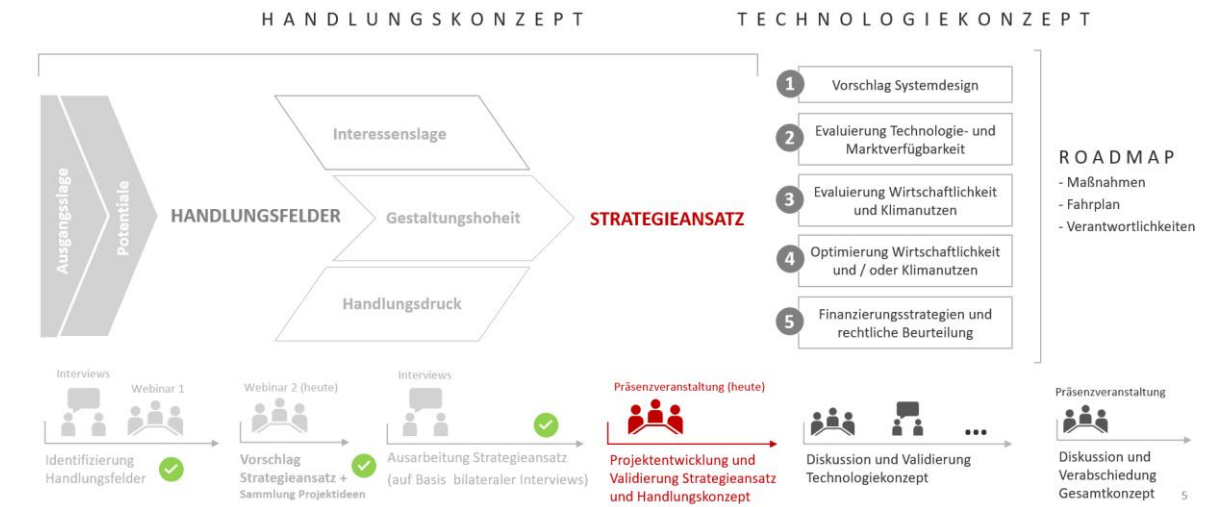 HANDLUNGSKONZEPT
TECHNOLOGIEKONZEPT
Ausgangsslage
Potentiale
HANDLUNGSFELDER
Interessenslage
Gestaltungshoheit
Handlungsdruck
STRATEGIEANSATZ
1
Vorschlag Systemdesign
2
Evaluierung Technologie- und
Marktverfügbarkeit
3
Evaluierung Wirtschaftlichkeit
und Klimanutzen
4
Optimierung Wirtschaftlichkeit
und / oder Klimanutzen
5
Finanzierungsstrategien und
rechtliche Beurteilung
ROADMAP
- Maßnahmen
- Fahrplan
- Verantwortlichkeiten
Interviews
Webinar 1
Identifizierung
Handlungsfelder
Webinar 2 (heute)
Vorschlag
Strategieansatz +
Sammlung Projektideen
Interviews
Ausarbeitung Strategieansatz
(auf Basis bilateraler Interviews)
Präsenzveranstaltung (heute)
Projektentwicklung und
Validierung Strategieansatz
und Handlungskonzept
...
Diskussion und Validierung
Technologiekonzept
Präsenzveranstaltung
Diskussion und
Verabschiedung
Gesamtkonzept
5